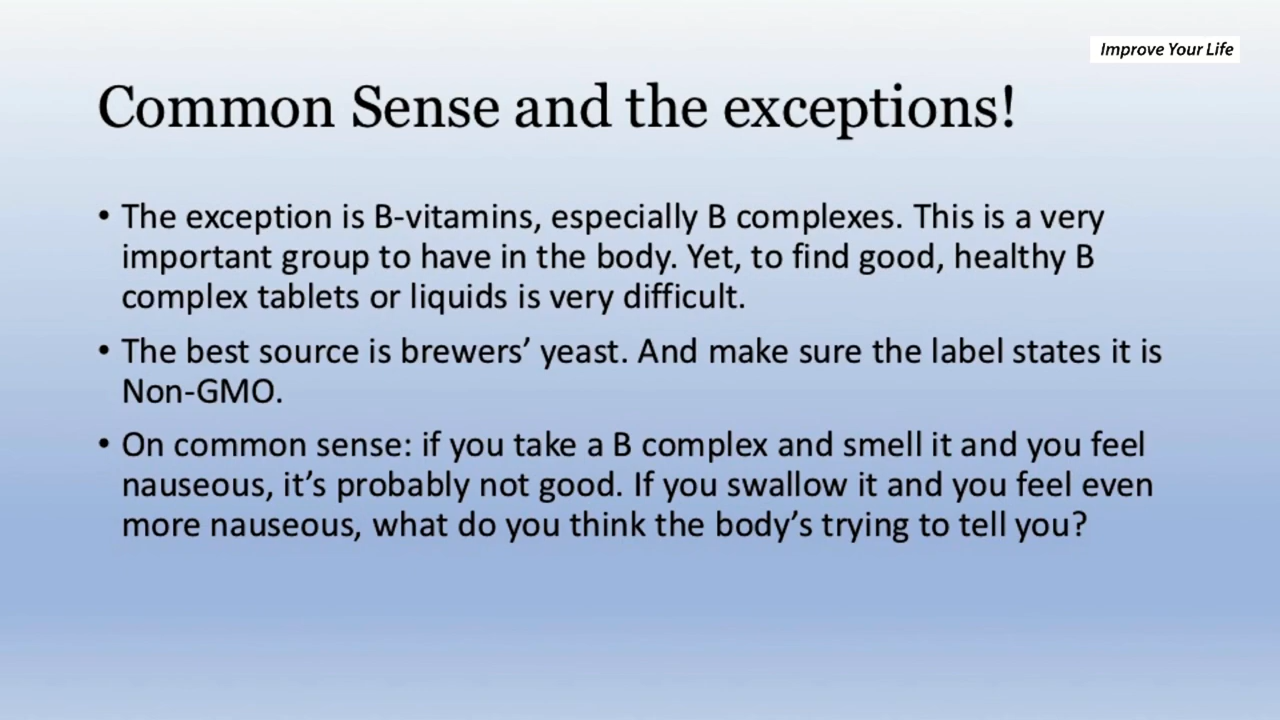 Improve Your Life
Common Sense and the exceptions!
• The exception is B-vitamins, especially B complexes. This is a very
important group to have in the body. Yet, to find good, healthy B
complex tablets or liquids is very difficult.
• The best source is brewers’ yeast. And make sure the label states it is
Non-GMO.
• On common sense: if you take a B complex and smell it and you feel
nauseous, it’s probably not good. If you swallow it and you feel even
more nauseous, what do you think the body’s trying to tell you?